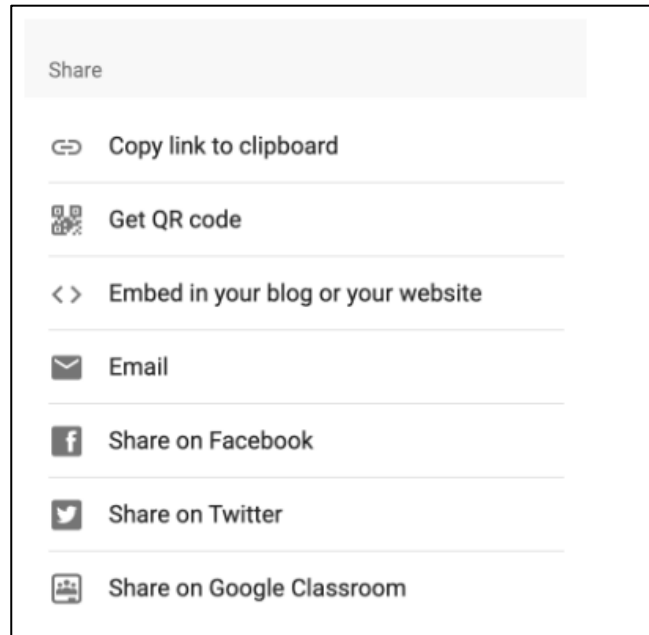 Share
Copy link to clipboard
Get QR code
Embed in your blog or your website
Email
Share on Facebook
Share on Twitter
Share on Google Classroom